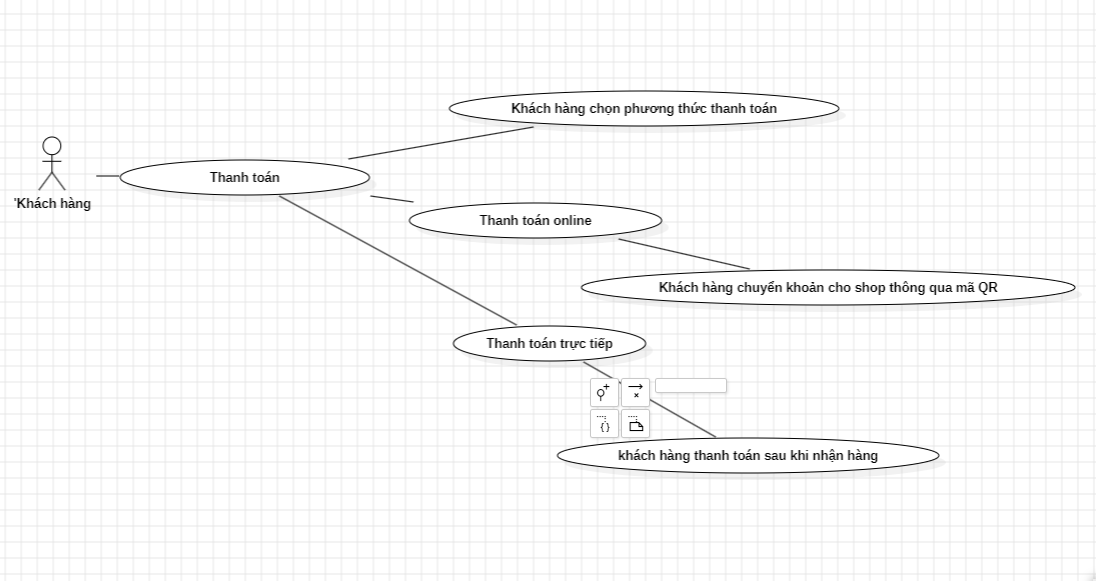 Khách hàng chọn phương thức thanh toán
Thanh toán
'Khách hàng
Thanh toán online
Khách hàng chuyển khoản cho shop thông qua mã QR
Thanh toán trực tiếp
khách hàng thanh toán sau khi nhận hàng